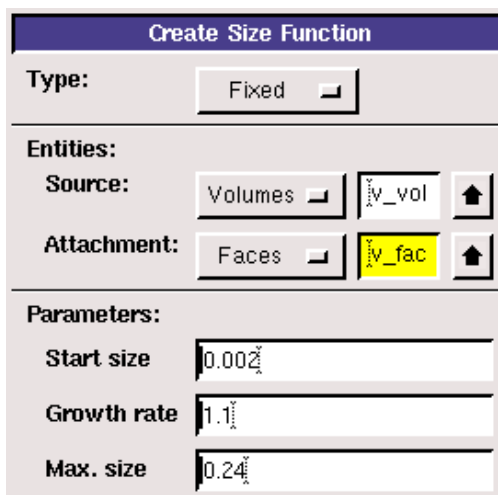 Create Size Function
Type: Fixed
Entities:
Source: Volumes v_vol
Attachment: Faces v_fac
Parameters:
Start size 0.002
Growth rate 1.1
Max. size 0.24